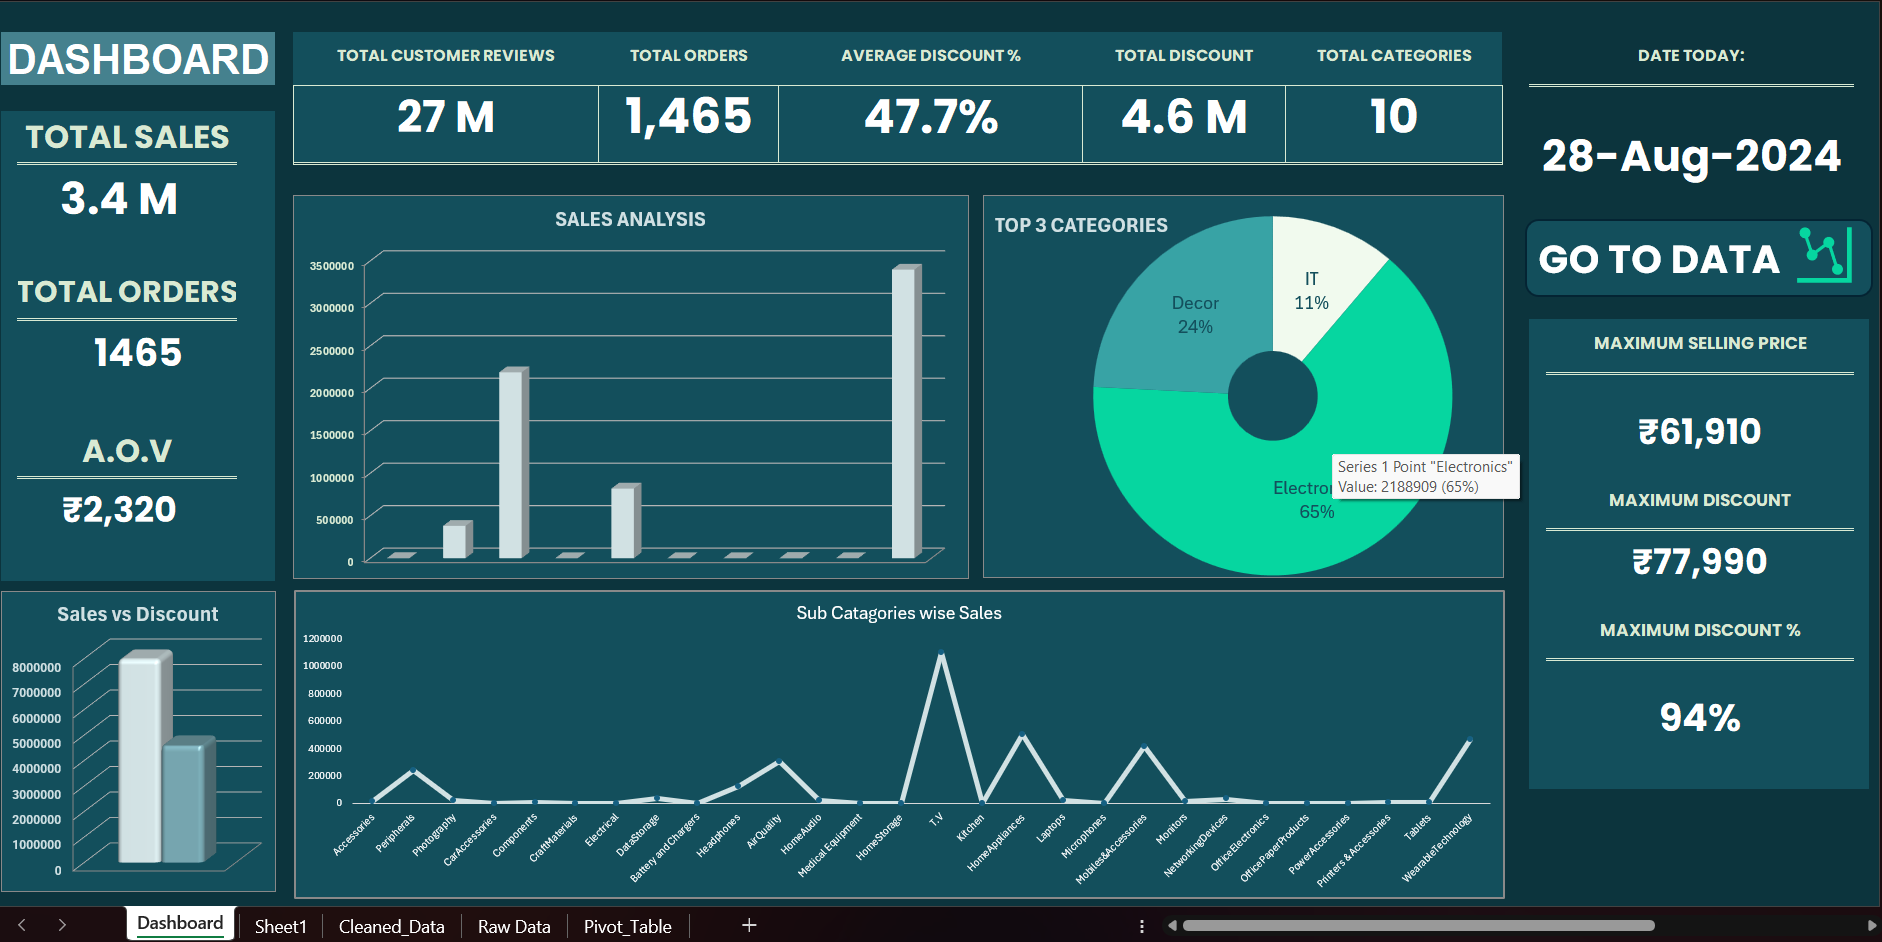 DASHBOARD
TOTAL SALES
3.4 M
TOTAL ORDERS
1465
A.O.V
₹2,320
TOTAL CUSTOMER REVIEWS
TOTAL ORDERS
AVERAGE DISCOUNT %
TOTAL DISCOUNT
TOTAL CATEGORIES
27 M
1,465
47.7%
4.6 M
10
DATE TODAY:
28-Aug-2024
GO TO DATA
MAXIMUM SELLING PRICE
₹61,910
MAXIMUM DISCOUNT
₹77,990
MAXIMUM DISCOUNT %
94%
SALES ANALYSIS
3500000
3000000
2500000
2000000
1500000
1000000
500000
0
TOP 3 CATEGORIES
IT
11%
Decor
24%
65%
Series 1 Point "Electronics"
Value: 2188909 (65%)
Sales vs Discount
8000000
7000000
6000000
5000000
4000000
3000000
2000000
1000000
0
Sub Catagories wise Sales
1200000
1000000
800000
600000
400000
200000
0
Accessories
Peripherals
Photography
CarAccessories
Components
CraftMaterials
Electrical
DataStorage
Battery and Chargers
Headphones
AirQuality
HomeAudio
Medical Equipment
HomeStorage
T.V
Kitchen
HomeAppliances
Laptops
Microphones
Mobiles&Accessories
Monitors
NetworkingDevices
OfficeElectronics
OfficePaperProducts
PowerAccessories
Printers & Accessories
Tablets
WearableTechnology
Dashboard
Sheet1
Cleaned_Data
Raw Data
Pivot_Table